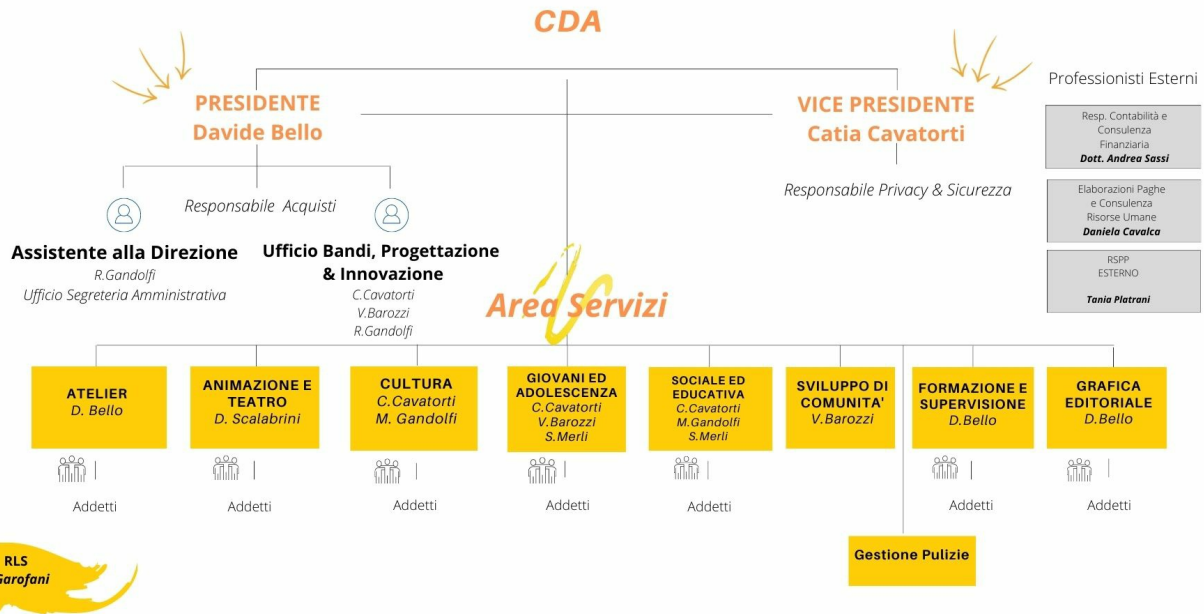 CDA
PRESIDENTE
Davide Bello
VICE PRESIDENTE
Catia Cavatorti
Professionisti Esterni
Resp. Contabilità e
Consulenza
Finanziaria
Dott. Andrea Sassi
Elaborazioni Paghe
e Consulenza
Risorse Umane
Daniela Cavalca
RSPP
ESTERNO
Tania Platrani
Responsabile Acquisti
Responsabile Privacy & Sicurezza
Assistente alla Direzione
R.Gandolfi
Ufficio Segreteria Amministrativa
Ufficio Bandi, Progettazione
& Innovazione
C.Cavatorti
V.Barozzi
R.Gandolfi
Area Servizi
ATELIER
D. Bello
Addetti
ANIMAZIONE E
TEATRO
D. Scalabrini
Addetti
CULTURA
C.Cavatorti
M. Gandolfi
Addetti
GIOVANI ED
ADOLESCENZA
C.Cavatorti
V.Barozzi
S.Merli
Addetti
SOCIALE ED
EDUCATIVA
C.Cavatorti
M.Gandolfi
S.Merli
Addetti
SVILUPPO DI
COMUNITA'
V.Barozzi
FORMAZIONE E
SUPERVISIONE
D.Bello
Addetti
GRAFICA
EDITORIALE
D.Bello
Addetti
Gestione Pulizie
RLS
Garofani